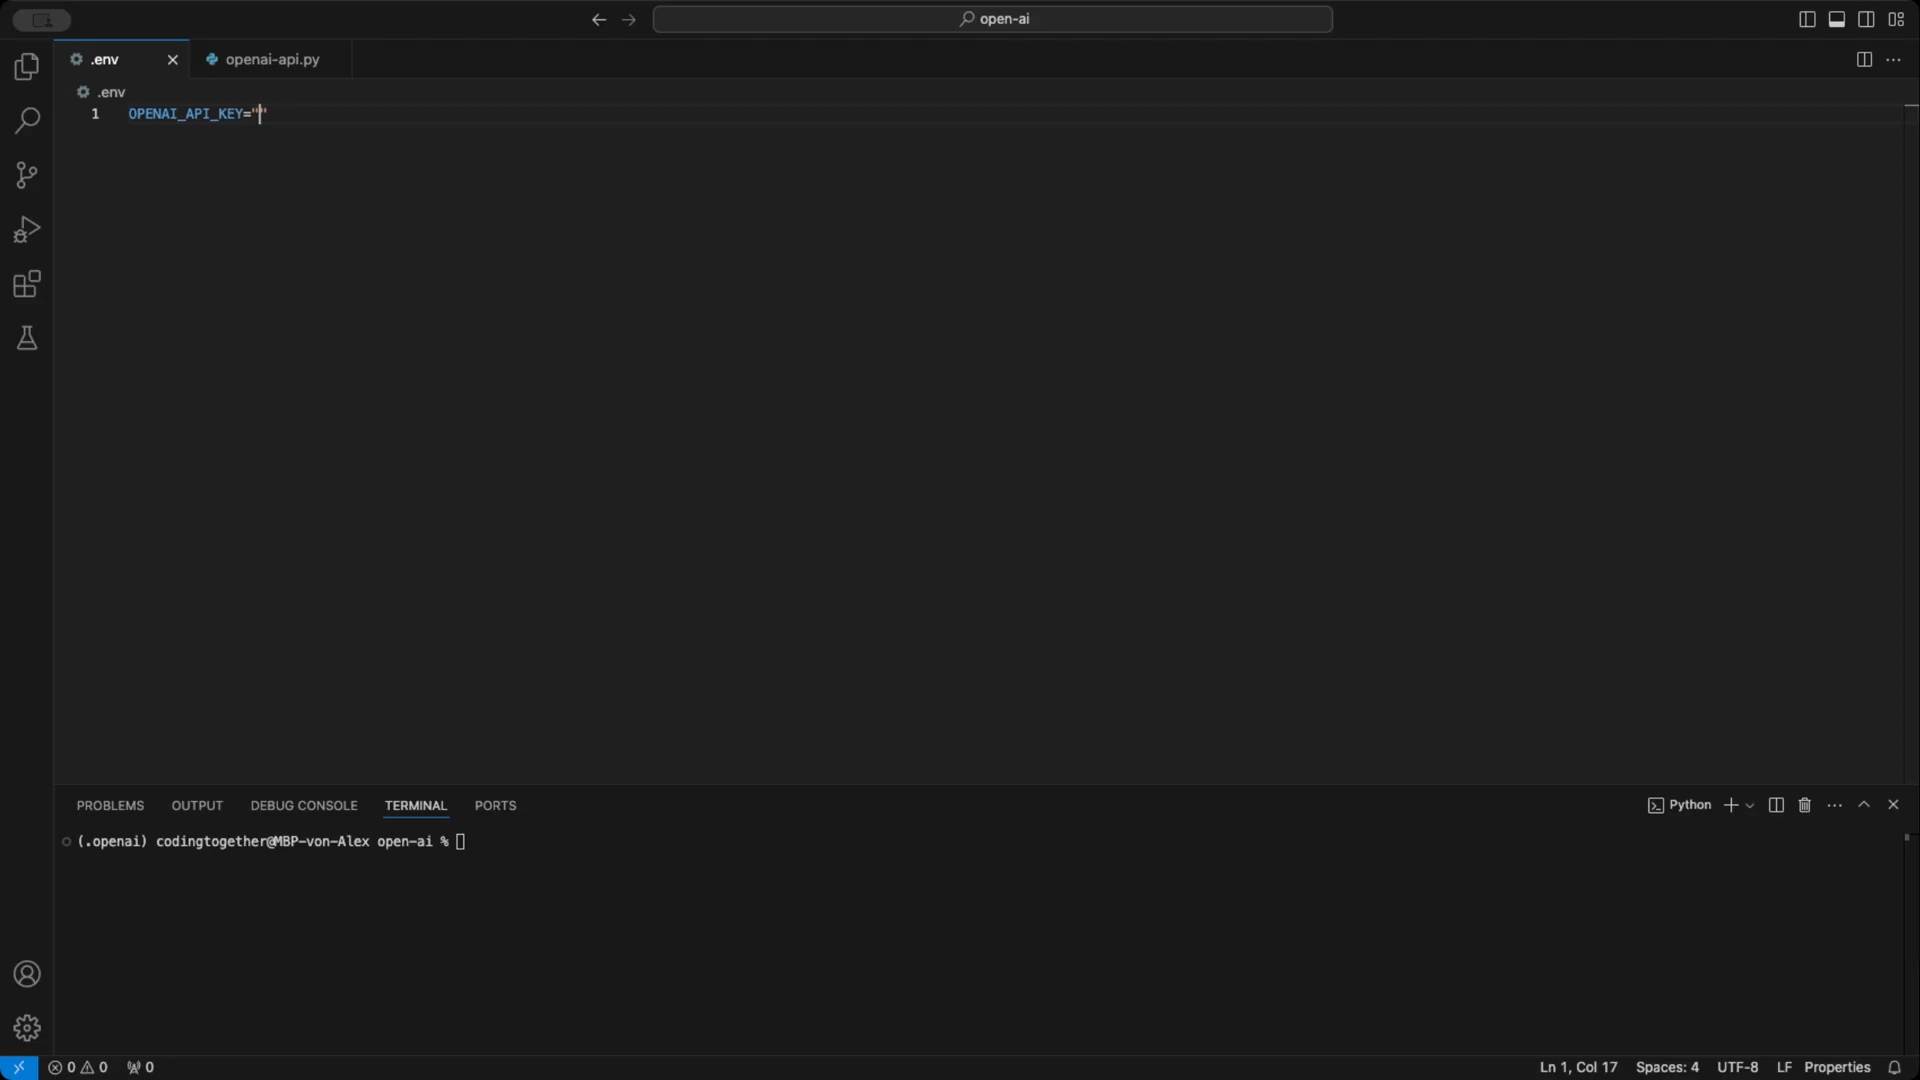 open-ai
.env
openai-api.py
.env
1 OPENAI_API_KEY=""
PROBLEMS OUTPUT DEBUG CONSOLE TERMINAL PORTS
Python
(.openai) codingtogether@MBP-von-Alex open-ai %
0 0 0
Ln 1, Col 17 Spaces: 4 UTF-8 LF Properties